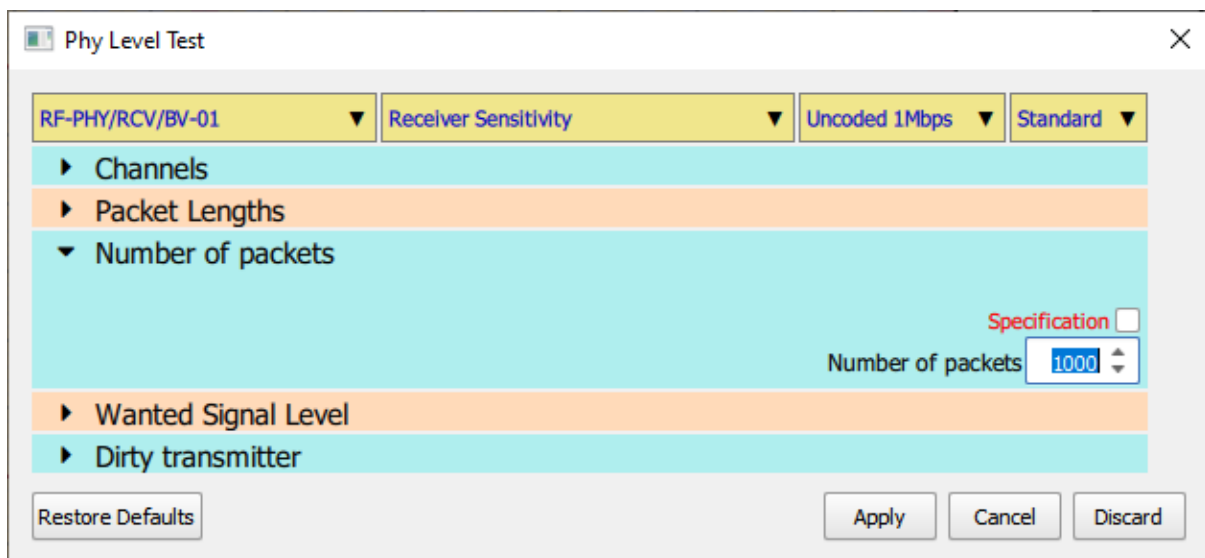 Phy Level Test
RF-PHY/RCV/BV-01 Receiver Sensitivity Uncoded 1Mbps Standard
Channels
Packet Lengths
Number of packets
Specification
Number of packets 1000
Wanted Signal Level
Dirty transmitter
Restore Defaults Apply Cancel Discard